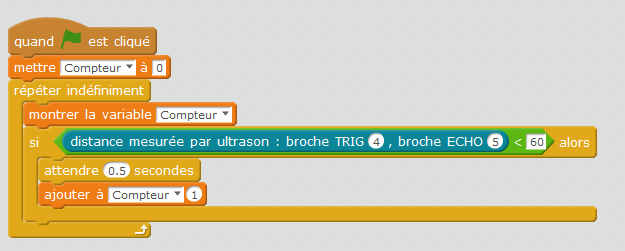 quand est cliqué
mettre Compteur à 0
répéter indéfiniment
montrer la variable Compteur
si distance mesurée par ultrason : broche TRIG 4 , broche ECHO 5 < 60 alors
attendre 0.5 secondes
ajouter à Compteur 1